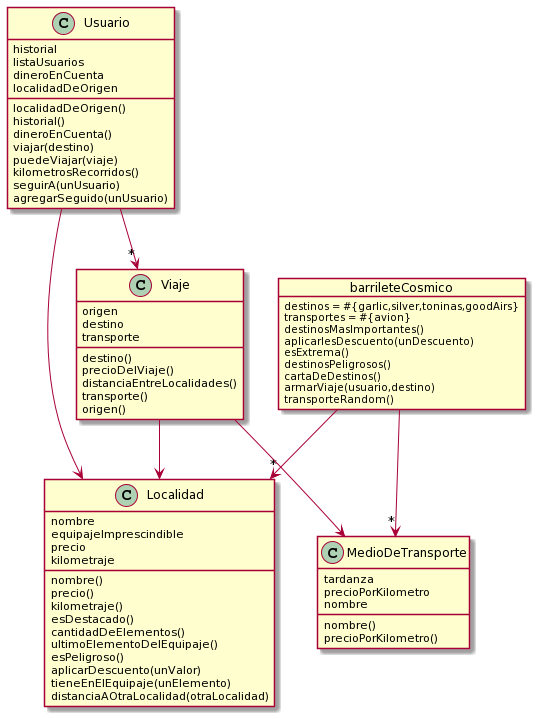 C Usuario
historial
listaUsuarios
dineroEnCuenta
localidadDeOrigen
localidadDeOrigen()
historial()
dineroEnCuenta()
viajar(destino)
puedeViajar(viaje)
kilometrosRecorridos()
seguirA(unUsuario)
agregarSeguido(unUsuario)
*
C Viaje
origen
destino
transporte
destino()
precioDelViaje()
distanciaEntreLocalidades()
transporte()
origen()
barrileteCosmico
destinos = #{garlic,silver,toninas,goodAirs}
transportes = #{avion}
destinosMasImportantes()
aplicarlesDescuento(unDescuento)
esExtrema()
destinosPeligrosos()
cartaDeDestinos()
armarViaje(usuario,destino)
transporteRandom()
*
*
C Localidad
nombre
equipajeImprescindible
precio
kilometraje
nombre()
precio()
kilometraje()
esDestacado()
cantidadDeElementos()
ultimoElementoDelEquipaje()
esPeligroso()
aplicarDescuento(unValor)
tieneEnElEquipaje(unElemento)
distanciaAOtraLocalidad(otraLocalidad)
C MedioDeTransporte
tardanza
precioPorKilometro
nombre
nombre()
precioPorKilometro()